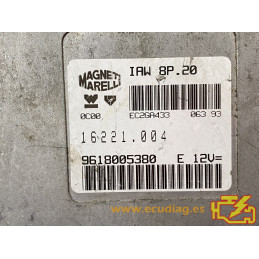 MAGNETI
MARELLI
IAW 8P.20
0C00 EC2GA433 063 93
16221.004
9618005380 E 12V=
www.ecudiag.es